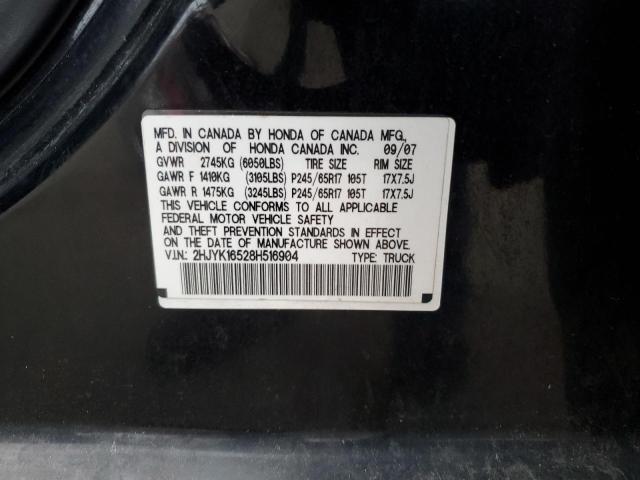 MFD. IN CANADA BY HONDA OF CANADA MFG.,
A DIVISION OF HONDA CANADA INC. 09/07
GVWR 2745KG (6050LBS) TIRE SIZE RIM SIZE
GAWR F 1410KG (3105LBS) P245/65R17 105T 17X7.5J
GAWR R 1475KG (3245LBS) P245/65R17 105T 17X7.5J
THIS VEHICLE CONFORMS TO ALL APPLICABLE
FEDERAL MOTOR VEHICLE SAFETY
AND THEFT PREVENTION STANDARDS IN EFFECT ON
THE DATE OF MANUFACTURE SHOWN ABOVE.
V.I.N.: 2HJYK16528H516904 TYPE: TRUCK